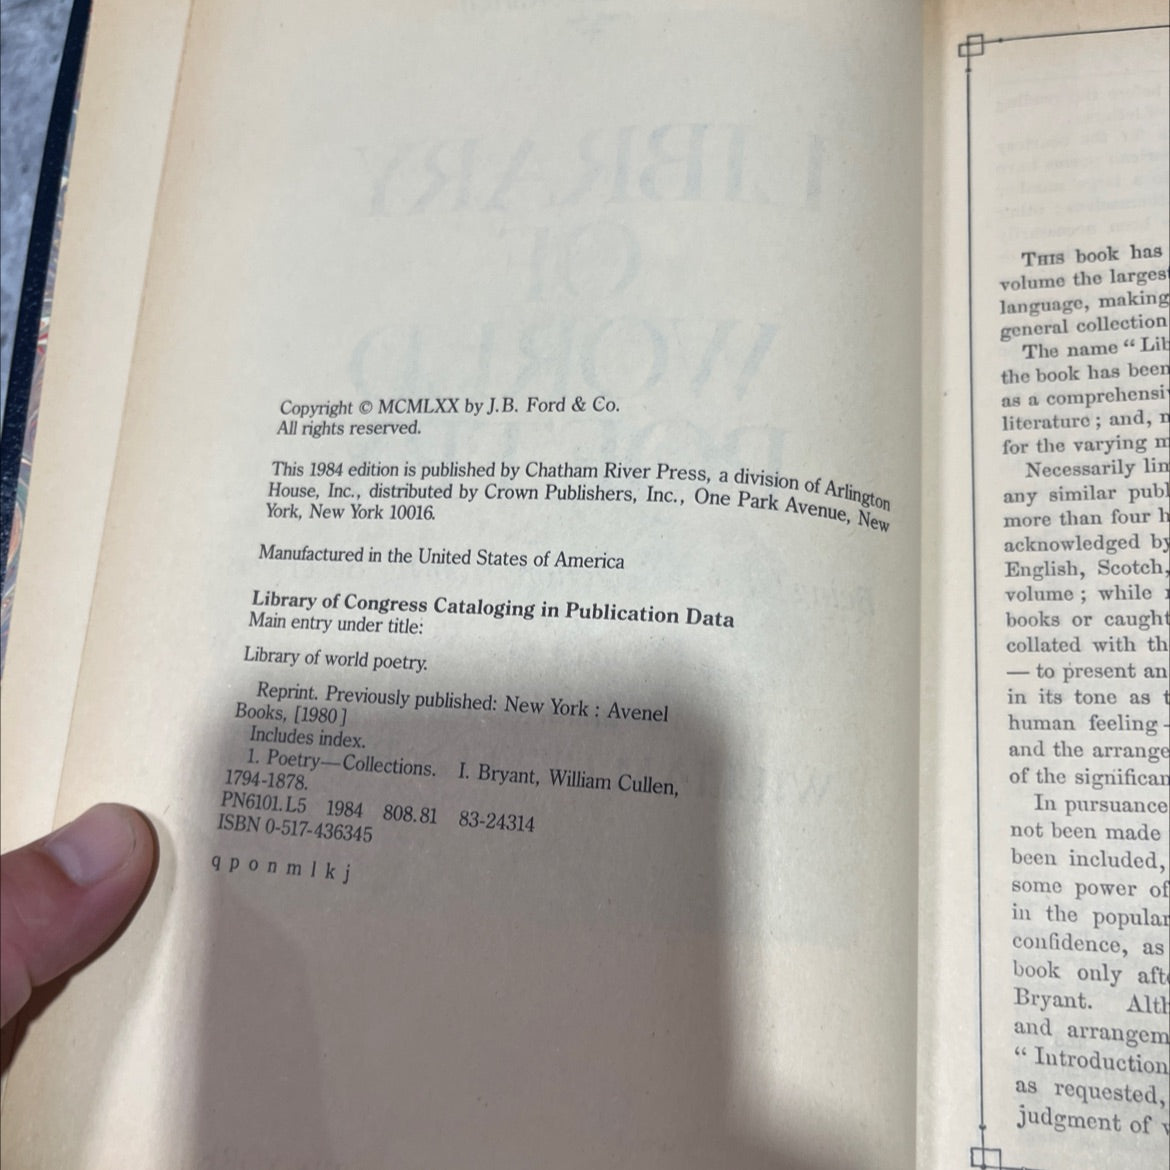 Copyright © MCMLXX by J.B. Ford & Co.
All rights reserved.
This 1984 edition is published by Chatham River Press, a division of Arlington
House, Inc., distributed by Crown Publishers, Inc., One Park Avenue, New
York, New York 10016.
Manufactured in the United States of America
Library of Congress Cataloging in Publication Data
Main entry under title:
Library of world poetry.
Reprint. Previously published: New York : Avenel
Books, [1980]
Includes index.
1. Poetry—Collections. I. Bryant, William Cullen,
1794-1878.
PN6101.L5 1984 808.81 83-24314
ISBN 0-517-436345
q p o n m l k j
THIS book has
volume the larges
language, making
general collection
The name “ Lib
the book has been
as a comprehensi
literature ; and,
for the varying
Necessarily lin
any similar publ
more than four h
acknowledged by
English, Scotch,
volume ; while
books or caught
collated with th
— to present an
in its tone as t
human feeling —
and the arrange
of the significan
In pursuance
not been made
been included,
some power of
in the popular
confidence, as
book only afte
Bryant. Alth
and arrangem
“ Introduction
as requested,
judgment of